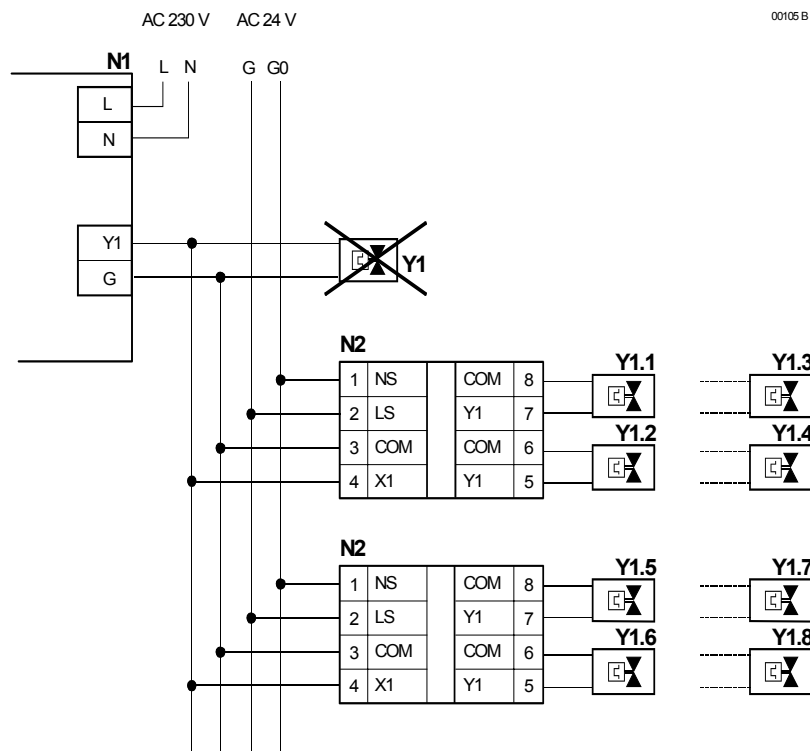 AC 230 V AC 24 V 00105 B
N1 L N G G0
L
N
Y1
G
Y1
N2
1 NS COM 8
2 LS Y1 7
3 COM COM 6
4 X1 Y1 5
Y1.1 Y1.3
Y1.2 Y1.4
N2
1 NS COM 8
2 LS Y1 7
3 COM COM 6
4 X1 Y1 5
Y1.5 Y1.7
Y1.6 Y1.8